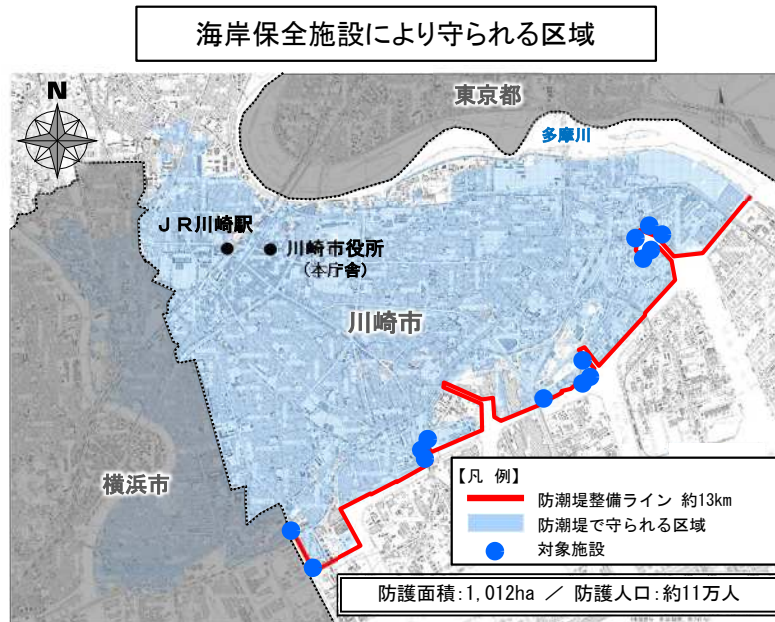 海岸保全施設により守られる区域
N
東京都
多摩川
ＪＲ川崎駅
川崎市役所
（本庁舎）
川崎市
横浜市
【凡 例】
防潮堤整備ライン 約13km
防潮堤で守られる区域
対象施設
防護面積：1,012ha ／ 防護人口：約11万人